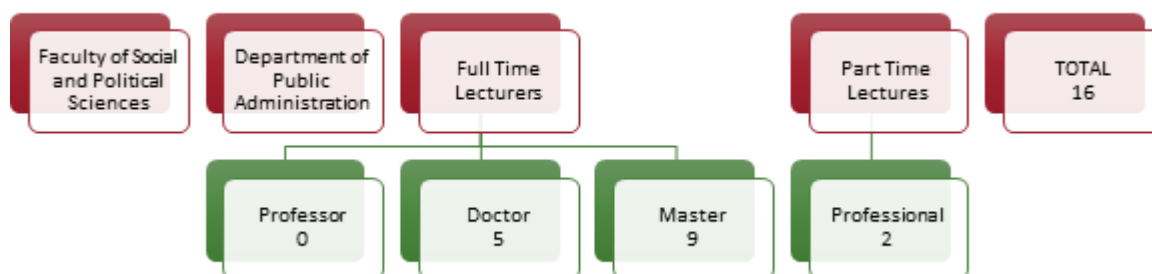 Faculty of Social
and Political
Sciences
Department of
Public
Administration
Full Time
Lecturers
Part Time
Lectures
TOTAL
16
Professor
0
Doctor
5
Master
9
Professional
2